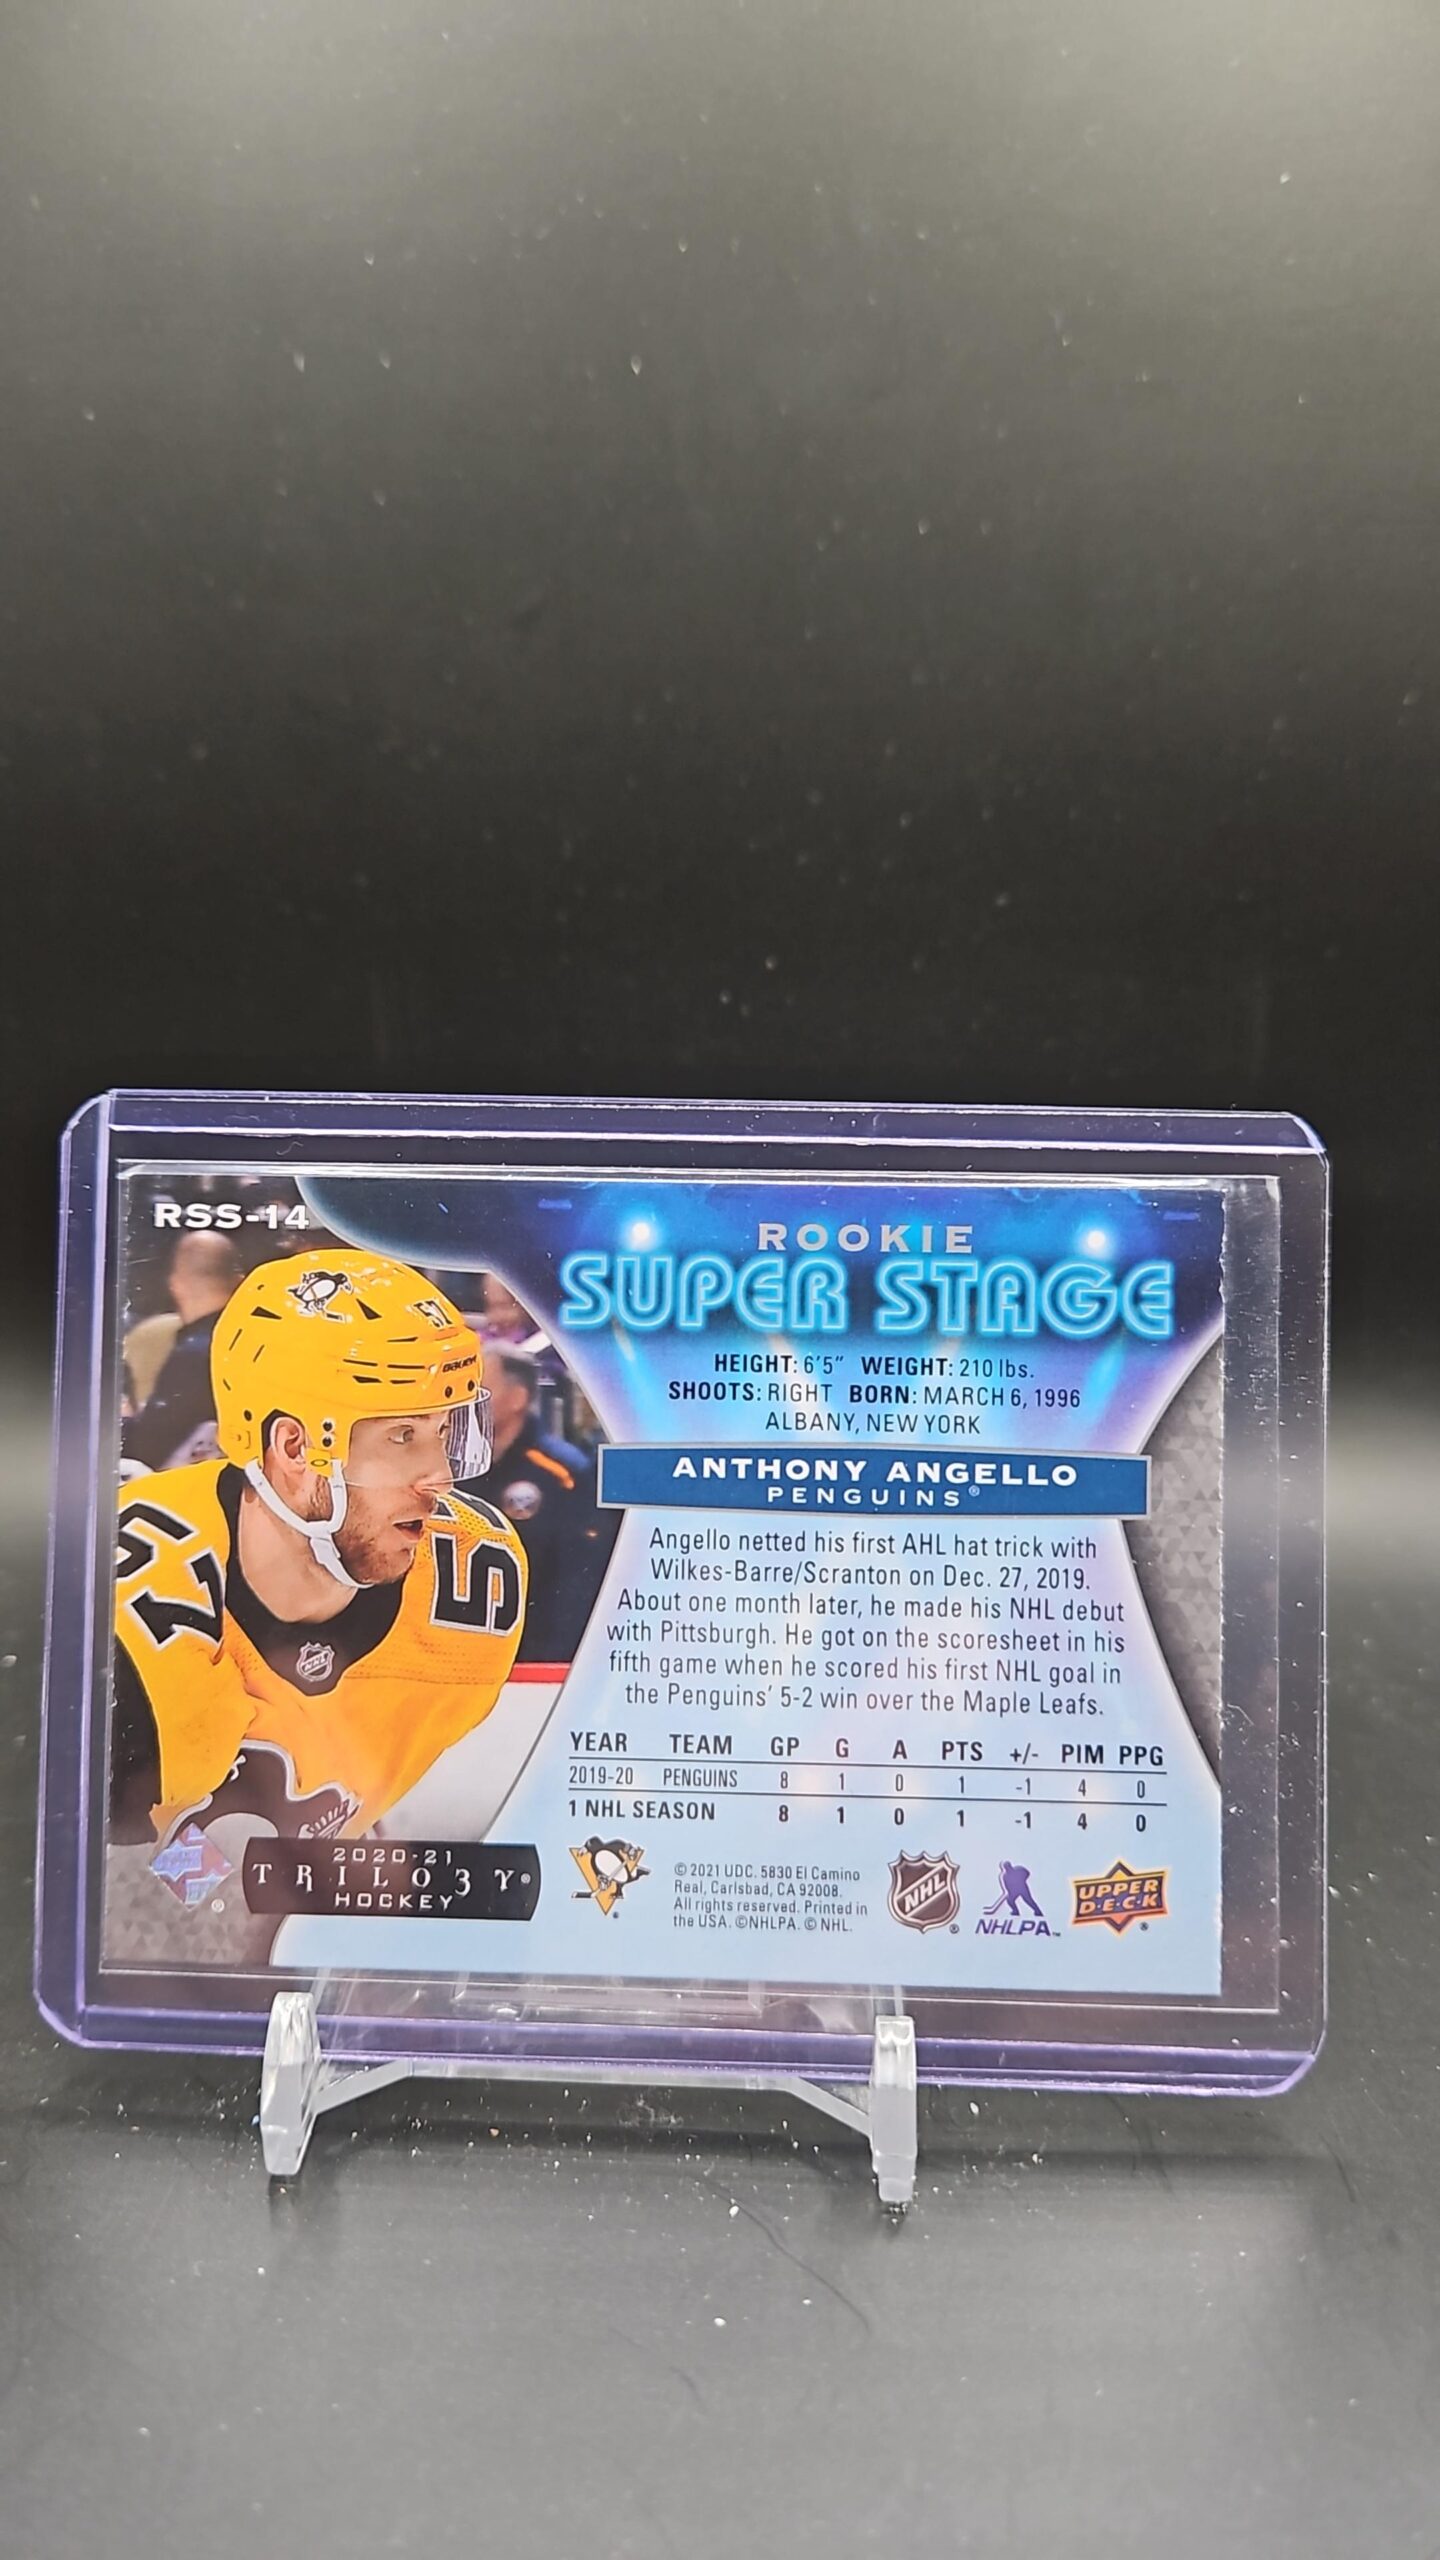 RSS-14
ROOKIE
SUPER STAGE
HEIGHT: 6'5" WEIGHT: 210 lbs.
SHOOTS: RIGHT BORN: MARCH 6, 1996
ALBANY, NEW YORK
ANTHONY ANGELLO
PENGUINS®
Angello netted his first AHL hat trick with
Wilkes-Barre/Scranton on Dec. 27, 2019.
About one month later, he made his NHL debut
with Pittsburgh. He got on the scoresheet in his
fifth game when he scored his first NHL goal in
the Penguins' 5-2 win over the Maple Leafs.
YEAR TEAM GP G A PTS +/- PIM PPG
2019-20 PENGUINS 8 1 0 1 -1 4 0
1 NHL SEASON 8 1 0 1 -1 4 0
57
BAUER
57
57
NHL
2020-21
TRILO3Y®
HOCKEY
© 2021 UDC. 5830 El Camino
Real, Carlsbad, CA 92008.
All rights reserved. Printed in
the USA. ©NHLPA. © NHL.
NHL®
NHLPA™
UPPER
DECK®